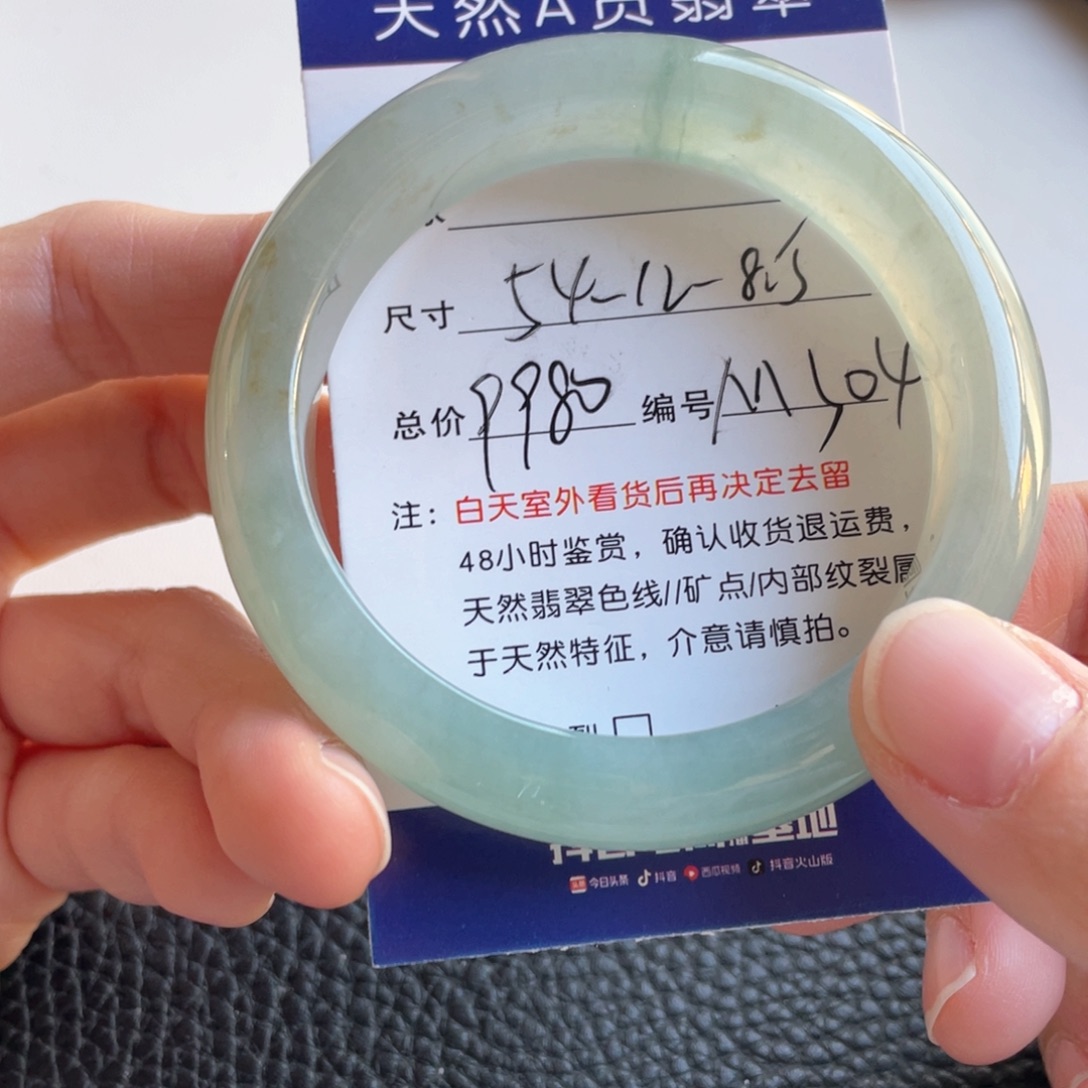 天然A货翡翠
尺寸 54-12-8.5
总价 9980 编号
注：白天室外看货后再决定去留
48小时鉴赏，确认收货退运费，
天然翡翠色线//矿点/内部纹裂属
于天然特征，介意请慎拍。
今日头条 抖音 西瓜视频 抖音火山版